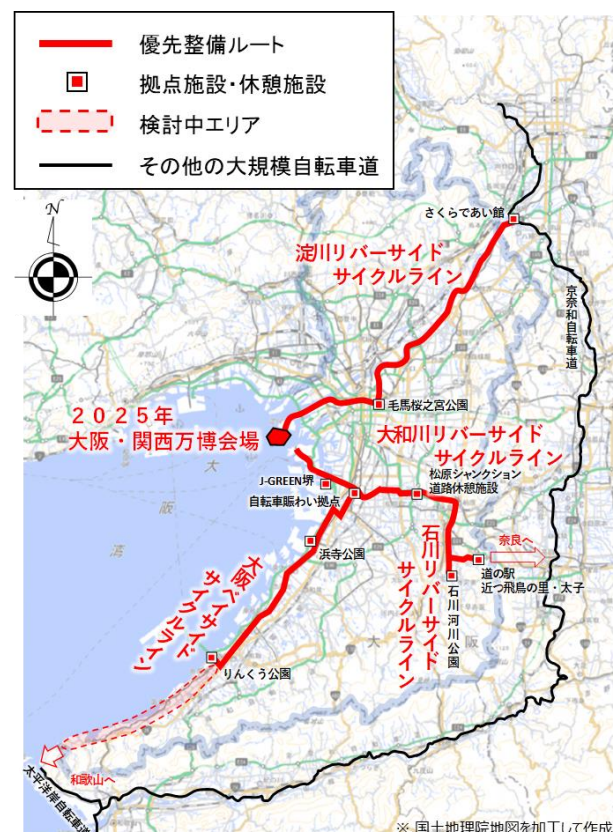 優先整備ルート
拠点施設・休憩施設
検討中エリア
その他の大規模自転車道
N
さくらであい館
淀川リバーサイド
サイクルライン
京奈和自転車道
2025年
大阪・関西万博会場
毛馬桜之宮公園
大和川リバーサイド
サイクルライン
松原ジャンクション
道路休憩施設
J-GREEN堺
自転車賑わい拠点
大阪湾
浜寺公園
石川リバーサイド
サイクルライン
奈良へ
道の駅
近つ飛鳥の里・太子
石川河川公園
大阪
大阪ベイサイド
サイクルライン
りんくう公園
和歌山へ
太平洋岸自転車道
※ 国土地理院地図を加工して作成